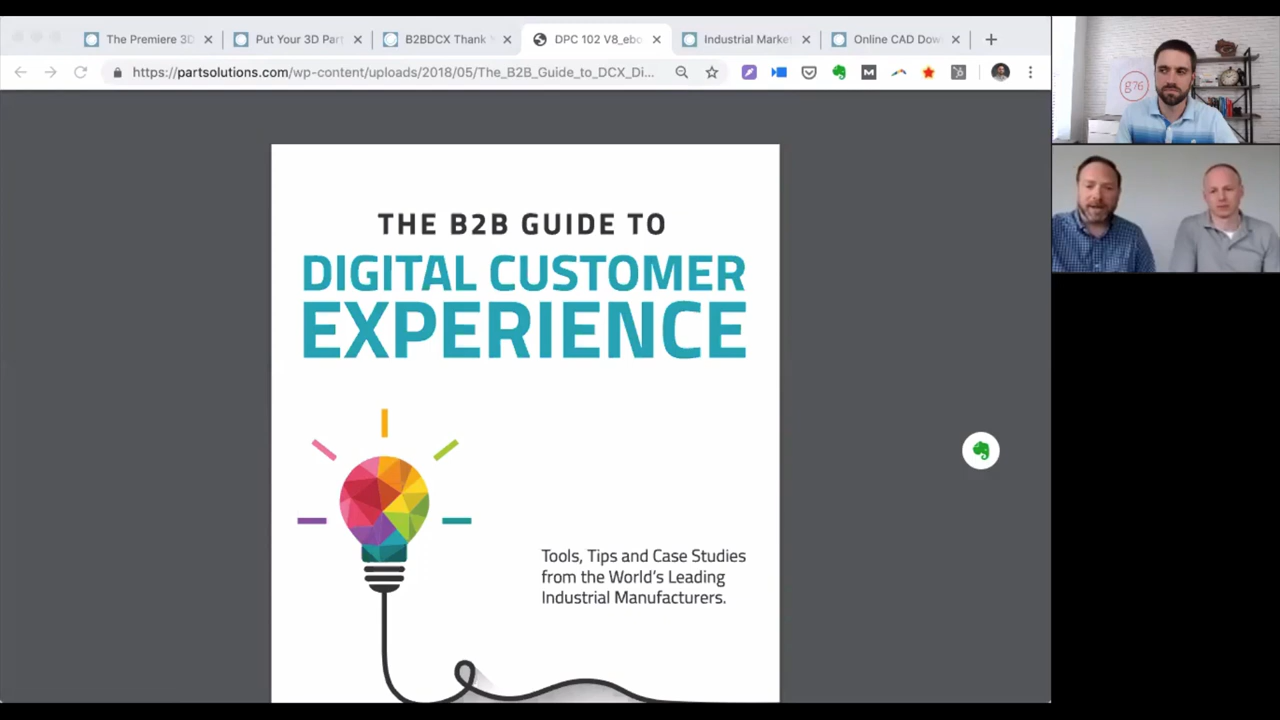 The Premiere 3D
Put Your 3D Part
B2BDCX Thank
DPC 102 V8_ebo
Industrial Market
Online CAD Dow
https://partsolutions.com/wp-content/uploads/2018/05/The_B2B_Guide_to_DCX_Di...
THE B2B GUIDE TO
DIGITAL CUSTOMER
EXPERIENCE
Tools, Tips and Case Studies
from the World's Leading
Industrial Manufacturers.
g76